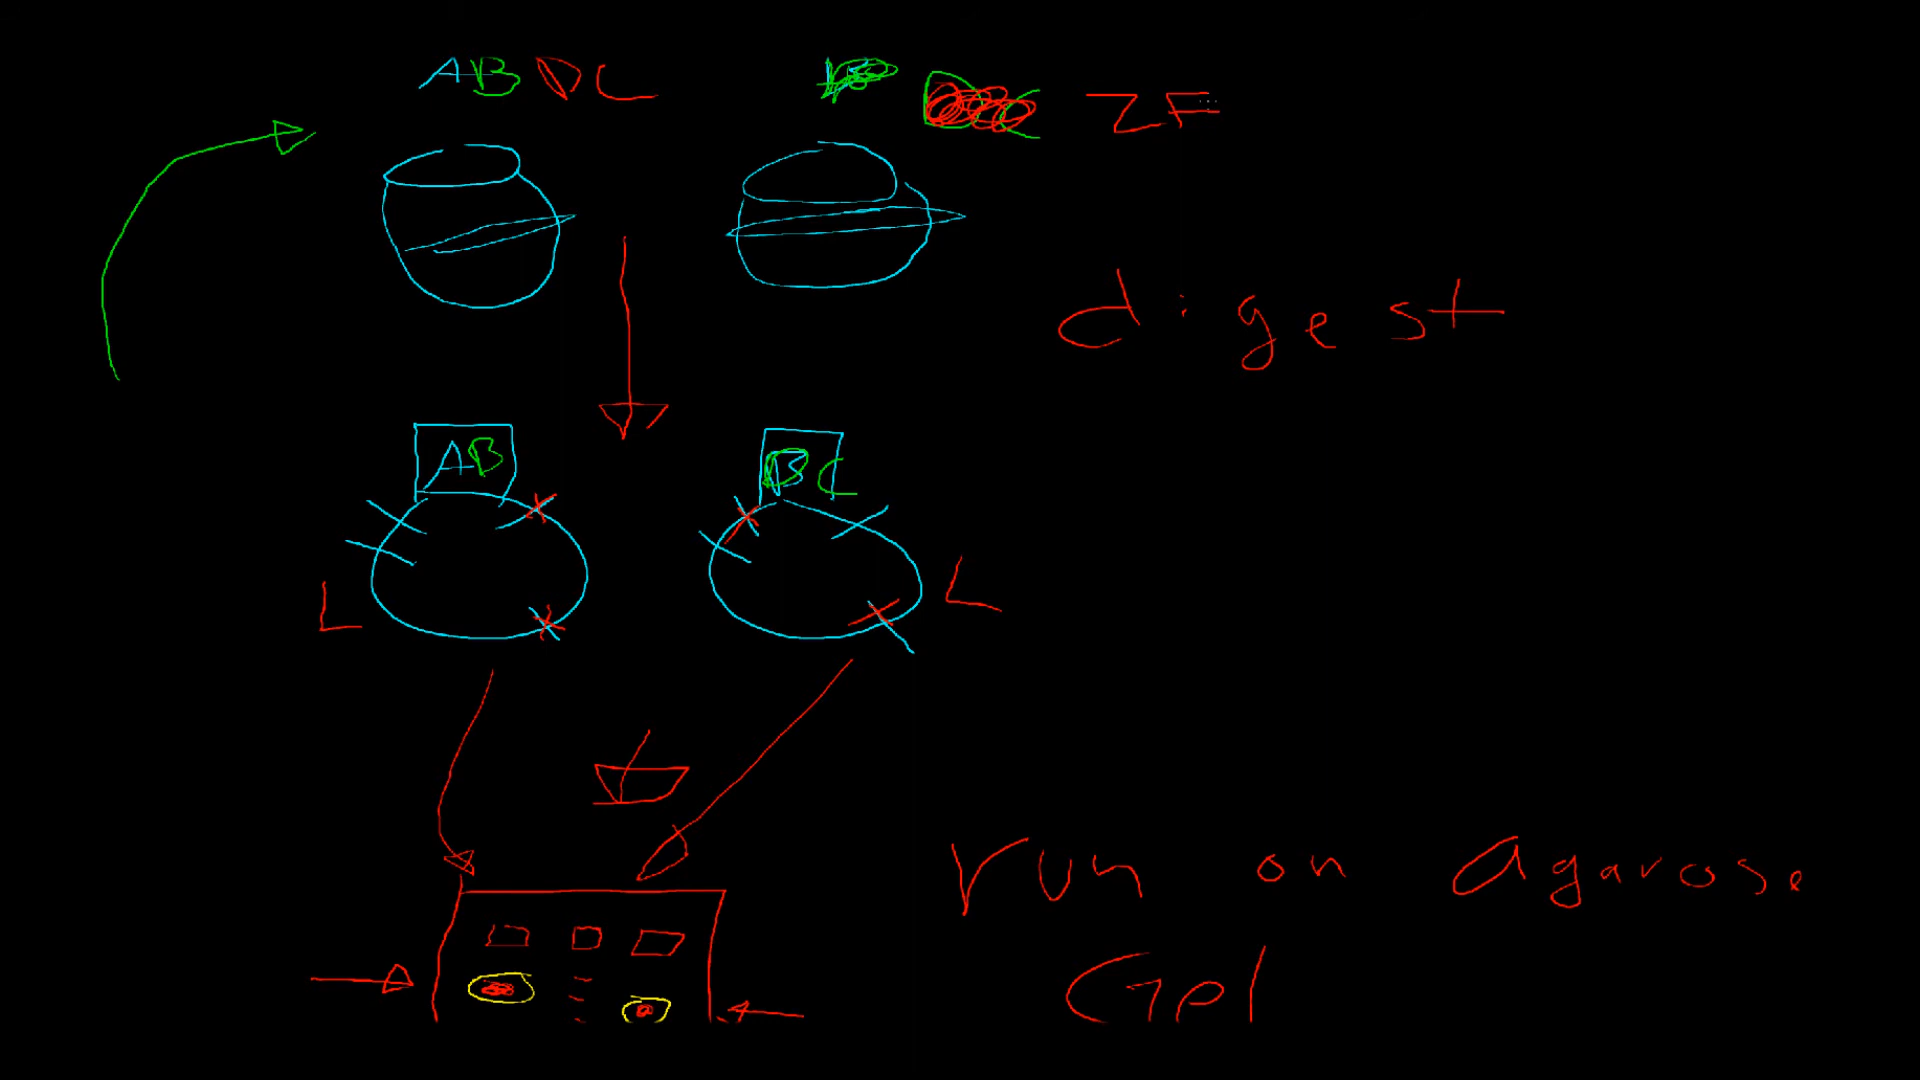 ABDC ZF
digest
AB
BC
L
L
run on agarose
Gel